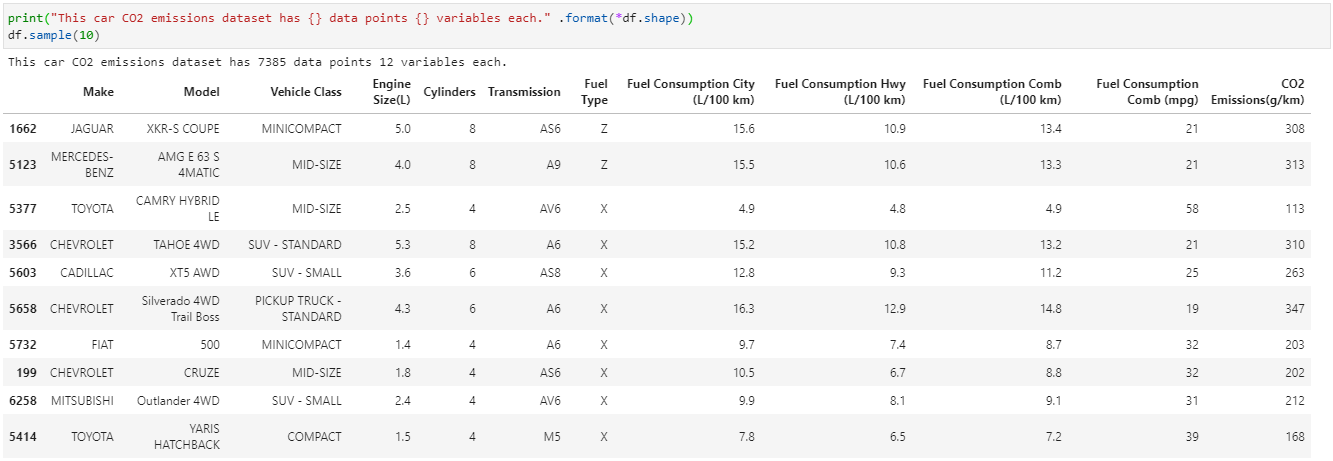 print("This car CO2 emissions dataset has {} data points {} variables each." .format(*df.shape))
df.sample(10)
This car CO2 emissions dataset has 7385 data points 12 variables each.
Make Model Vehicle Class Engine Size(L) Cylinders Transmission Fuel Type Fuel Consumption City (L/100 km) Fuel Consumption Hwy (L/100 km) Fuel Consumption Comb (L/100 km) Fuel Consumption Comb (mpg) CO2 Emissions(g/km)
1662 JAGUAR XKR-S COUPE MINICOMPACT 5.0 8 AS6 Z 15.6 10.9 13.4 21 308
5123 MERCEDES-BENZ AMG E 63 S 4MATIC MID-SIZE 4.0 8 A9 Z 15.5 10.6 13.3 21 313
5377 TOYOTA CAMRY HYBRID LE MID-SIZE 2.5 4 AV6 X 4.9 4.8 4.9 58 113
3566 CHEVROLET TAHOE 4WD SUV - STANDARD 5.3 8 A6 X 15.2 10.8 13.2 21 310
5603 CADILLAC XT5 AWD SUV - SMALL 3.6 6 AS8 X 12.8 9.3 11.2 25 263
5658 CHEVROLET Silverado 4WD Trail Boss PICKUP TRUCK - STANDARD 4.3 6 A6 X 16.3 12.9 14.8 19 347
5732 FIAT 500 MINICOMPACT 1.4 4 A6 X 9.7 7.4 8.7 32 203
199 CHEVROLET CRUZE MID-SIZE 1.8 4 AS6 X 10.5 6.7 8.8 32 202
6258 MITSUBISHI Outlander 4WD SUV - SMALL 2.4 4 AV6 X 9.9 8.1 9.1 31 212
5414 TOYOTA YARIS HATCHBACK COMPACT 1.5 4 M5 X 7.8 6.5 7.2 39 168